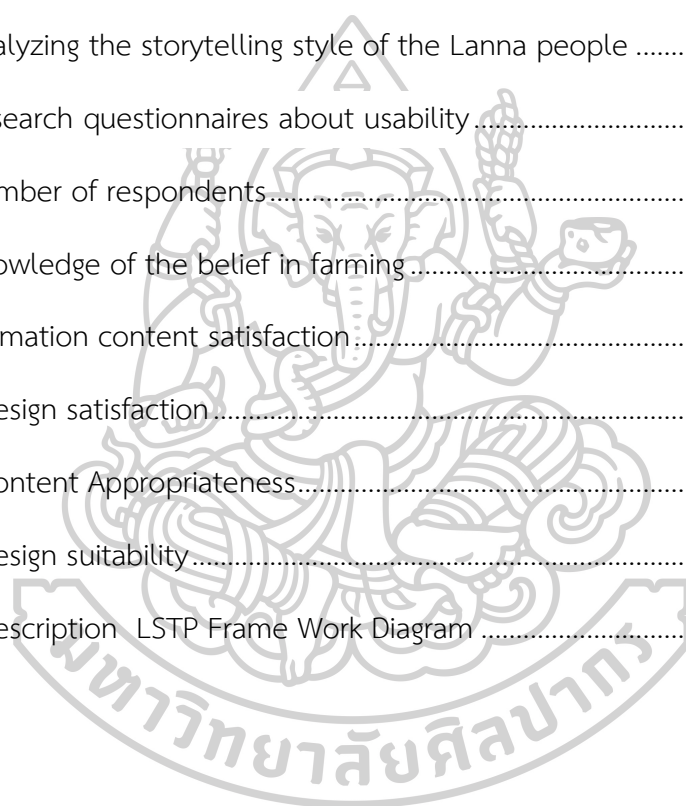 alyzing the storytelling style of the Lanna people .......
search questionnaires about usability..............................
mber of respondents............................................................
owledge of the belief in farming.......................................
rmation content satisfaction................................................
esign satisfaction.....................................................................
ontent Appropriateness........................................................
esign suitability........................................................................
escription LSTP Frame Work Diagram .............................
มหาวิทยาลัยศิลปากร